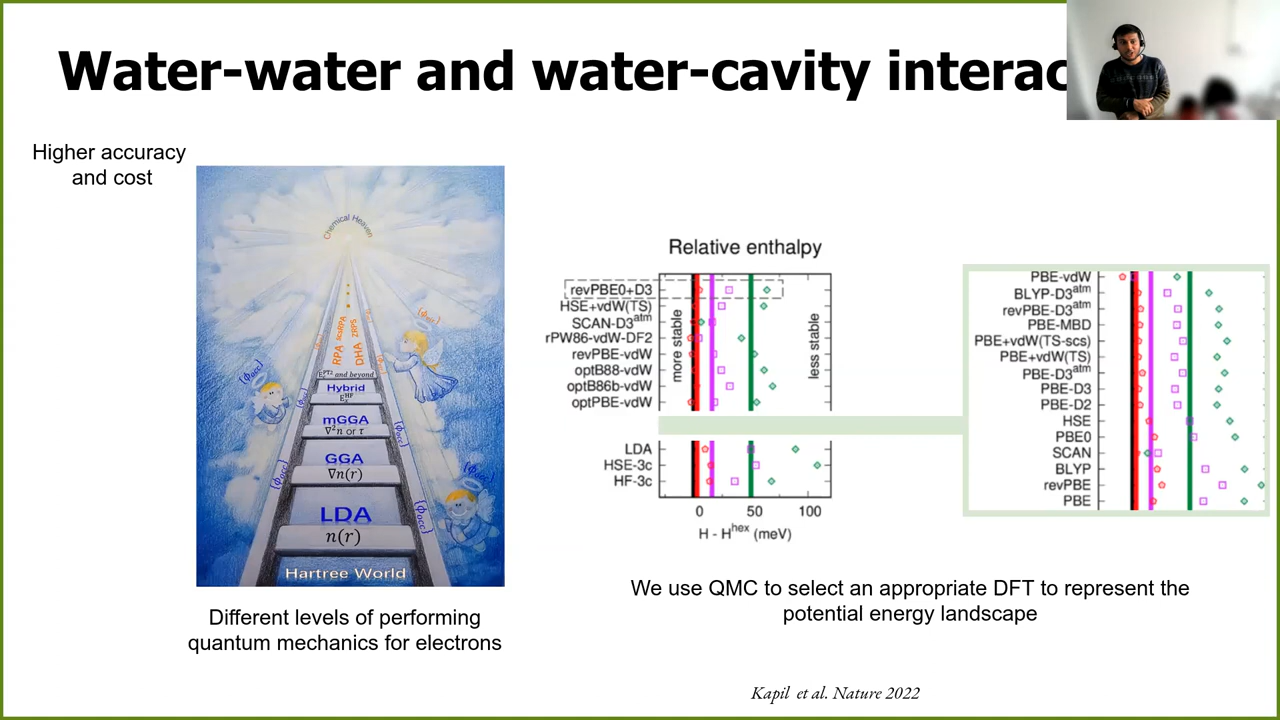 Water-water and water-cavity interac
Higher accuracy
and cost
Chemical Heaven
RPA acsRPA
DHA ZRPS
and beyond
Hybrid
mGGA
∇²n or τ
GGA
∇n(r)
LDA
n(r)
Hartree World
Different levels of performing
quantum mechanics for electrons
Relative enthalpy
revPBE0+D3
HSE+vdW(TS)
SCAN-D3atm
rPW86-vdW-DF2
revPBE-vdW
optB88-vdW
optB86b-vdW
optPBE-vdW
more stable
less stable
LDA
HSE-3c
HF-3c
0 50 100
H - Hhex (meV)
PBE-vdW
BLYP-D3atm
revPBE-D3atm
PBE-MBD
PBE+vdW(TS-scs)
PBE+vdW(TS)
PBE-D3atm
PBE-D3
PBE-D2
HSE
PBE0
SCAN
BLYP
revPBE
PBE
We use QMC to select an appropriate DFT to represent the
potential energy landscape
Kapil et al. Nature 2022